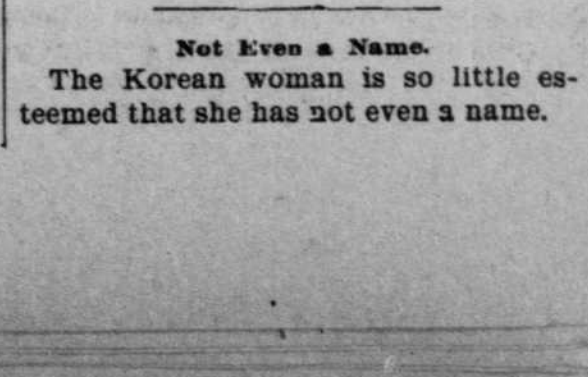 Not Even a Name.
The Korean woman is so little es-
teemed that she has not even a name.